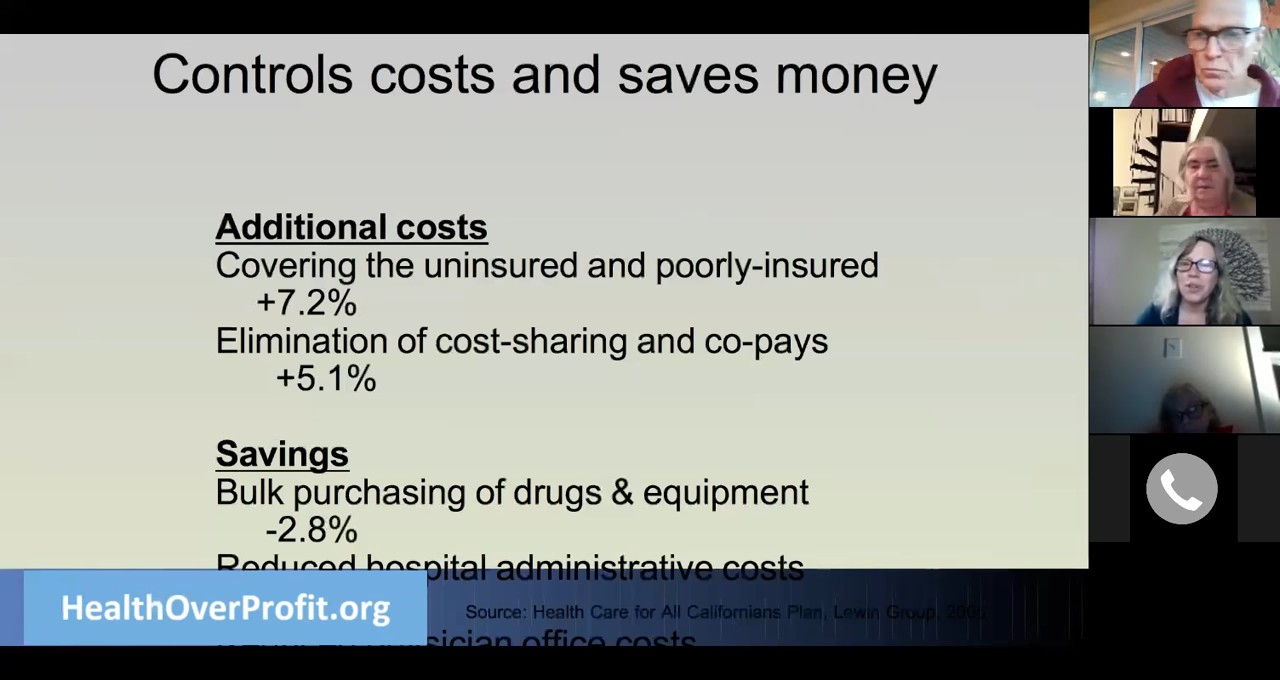 Controls costs and saves money
Additional costs
Covering the uninsured and poorly-insured
+7.2%
Elimination of cost-sharing and co-pays
+5.1%
Savings
Bulk purchasing of drugs & equipment
-2.8%
Reduced hospital administrative costs
HealthOverProfit.org
Source: Health Care for All Californians Plan, Lewin Group,
office costs